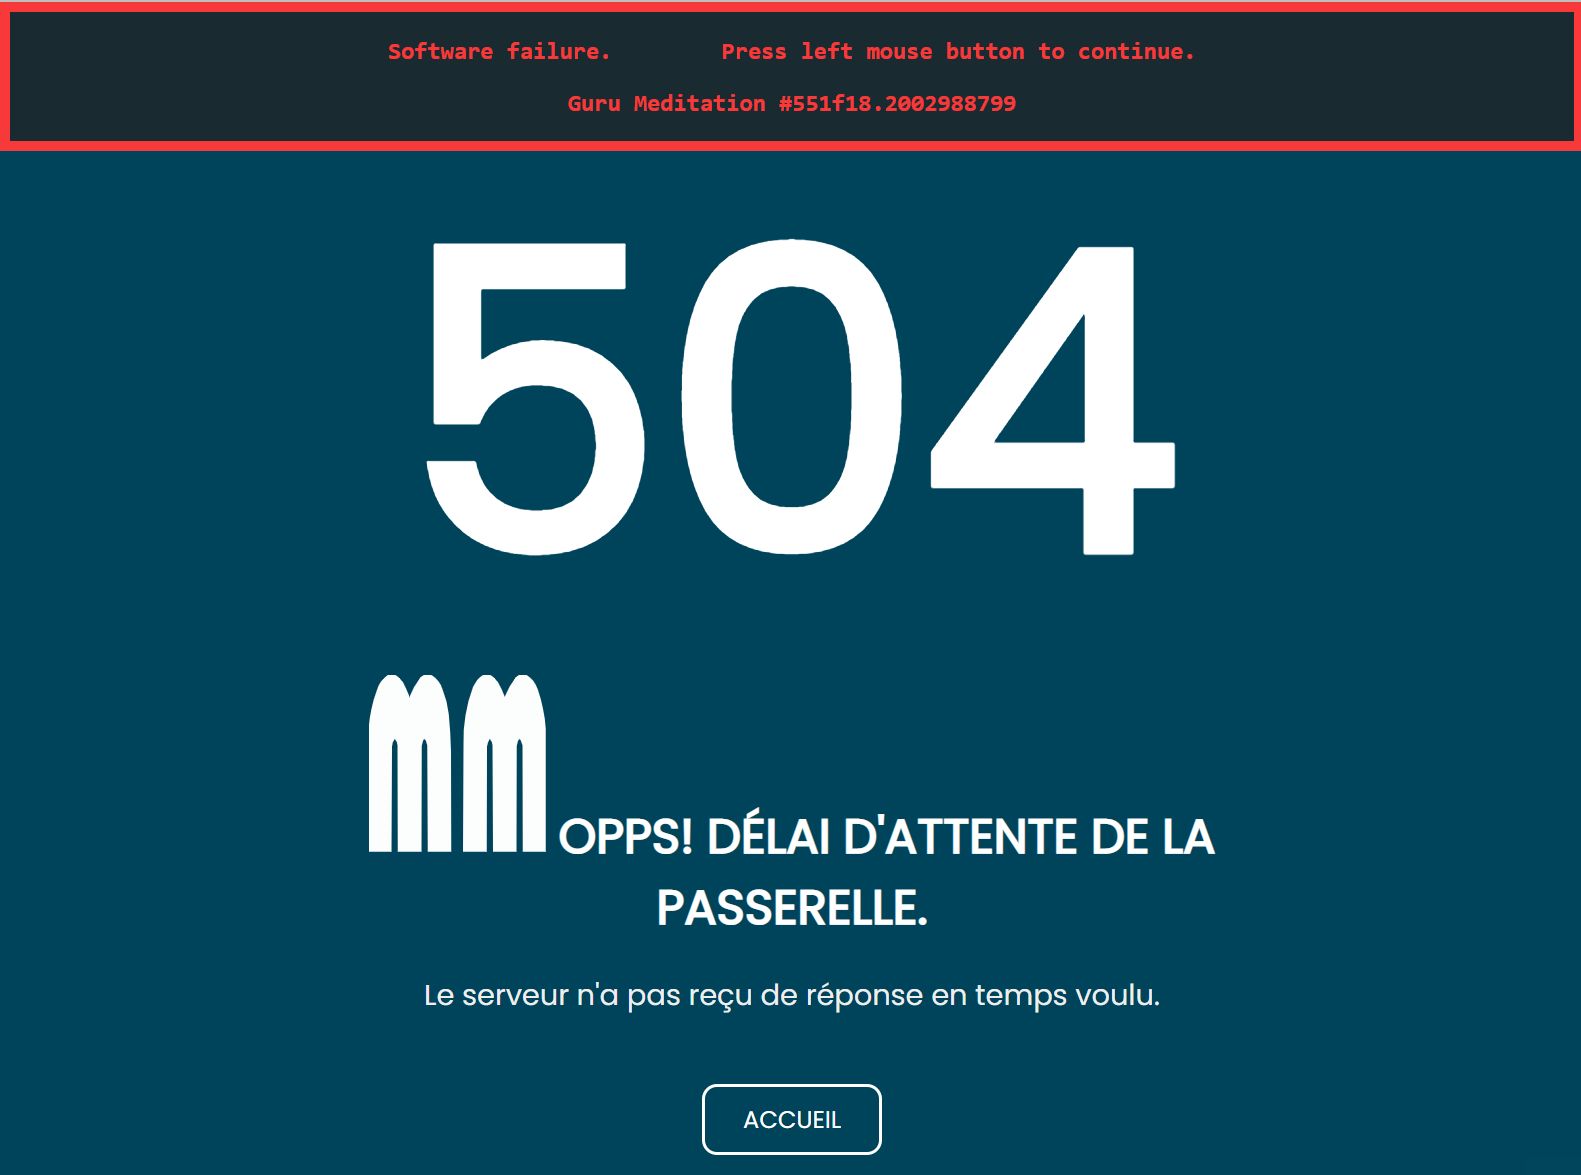 Software failure. Press left mouse button to continue.
Guru Meditation #551f18.2002988799
504
OPPS! DÉLAI D'ATTENTE DE LA
PASSERELLE.
Le serveur n'a pas reçu de réponse en temps voulu.
ACCUEIL